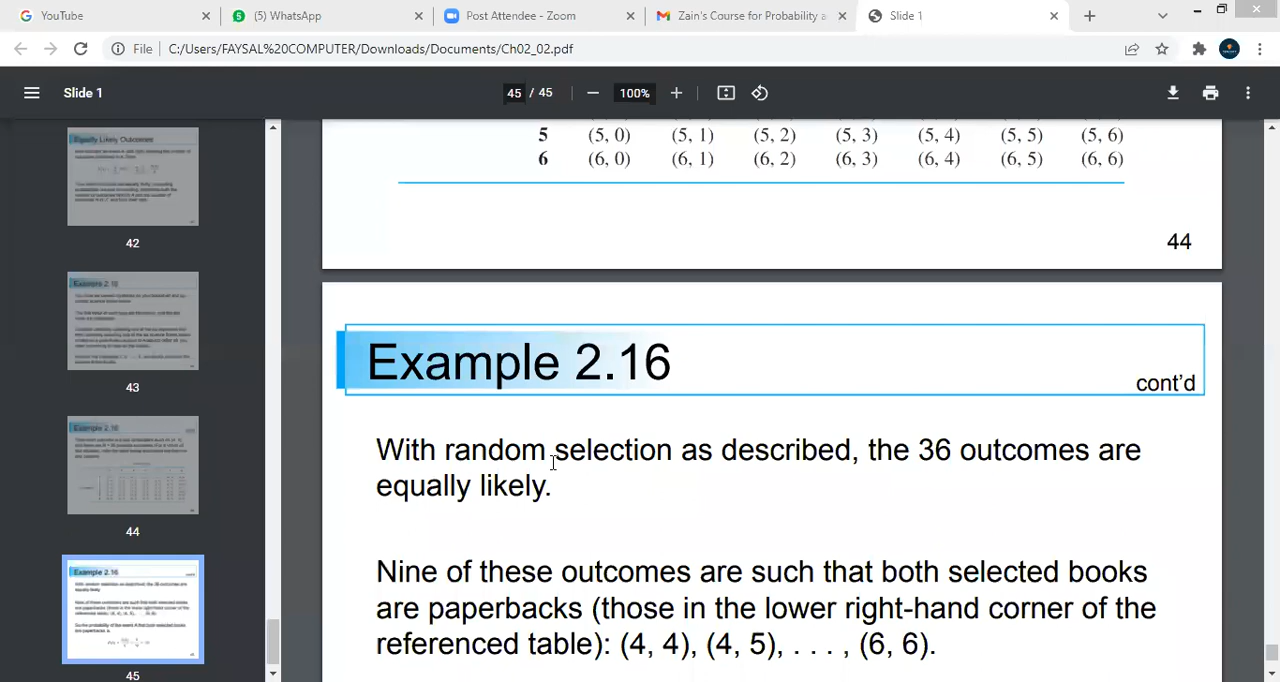 YouTube
(5) WhatsApp
Post Attendee - Zoom
Zain's Course for Probability a
Slide 1
File
C:/Users/FAYSAL%20COMPUTER/Downloads/Documents/Ch02_02.pdf
Slide 1
45 / 45
100%
Equally Likely Outcomes
42
43
44
45
5 (5, 0) (5, 1) (5, 2) (5, 3) (5, 4) (5, 5) (5, 6)
6 (6, 0) (6, 1) (6, 2) (6, 3) (6, 4) (6, 5) (6, 6)
44
Example 2.16
cont'd
With random selection as described, the 36 outcomes are
equally likely.
Nine of these outcomes are such that both selected books
are paperbacks (those in the lower right-hand corner of the
referenced table): (4, 4), (4, 5), . . . , (6, 6).